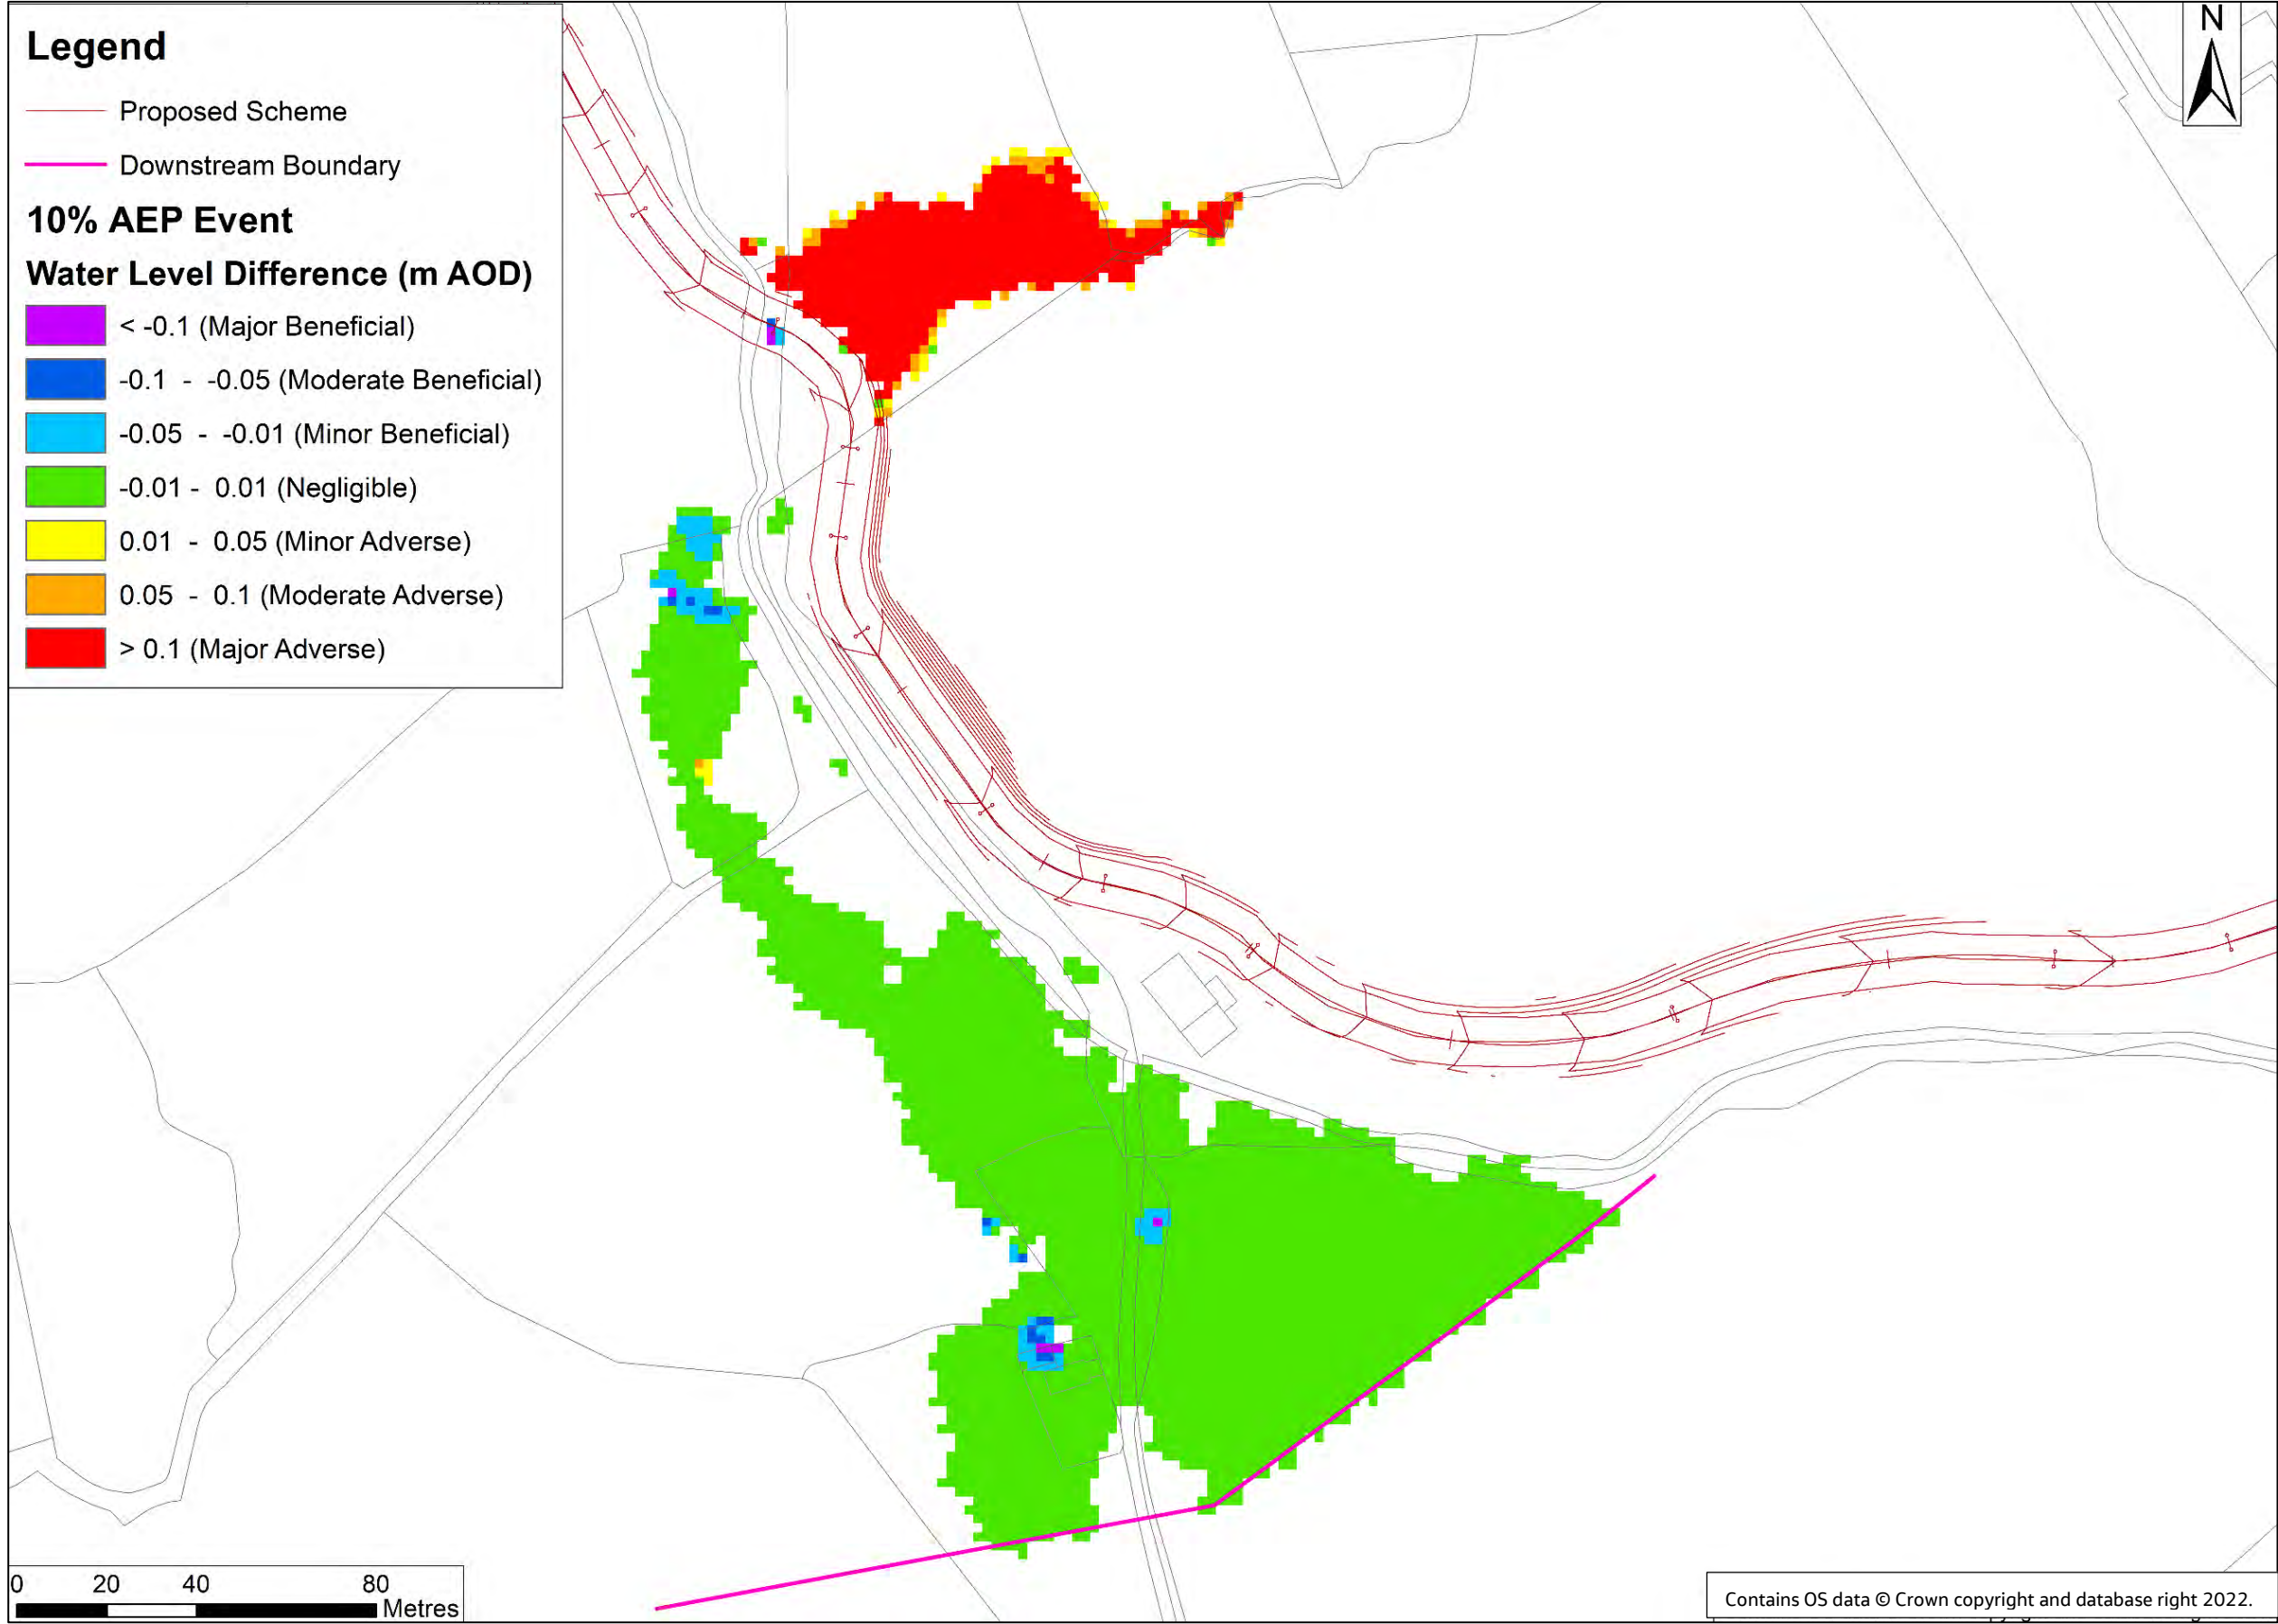 Legend
Proposed Scheme
Downstream Boundary
10% AEP Event
Water Level Difference (m AOD)
< -0.1 (Major Beneficial)
-0.1 - -0.05 (Moderate Beneficial)
-0.05 - -0.01 (Minor Beneficial)
-0.01 - 0.01 (Negligible)
0.01 - 0.05 (Minor Adverse)
0.05 - 0.1 (Moderate Adverse)
> 0.1 (Major Adverse)
N
0 20 40 80
Metres
Contains OS data © Crown copyright and database right 2022.